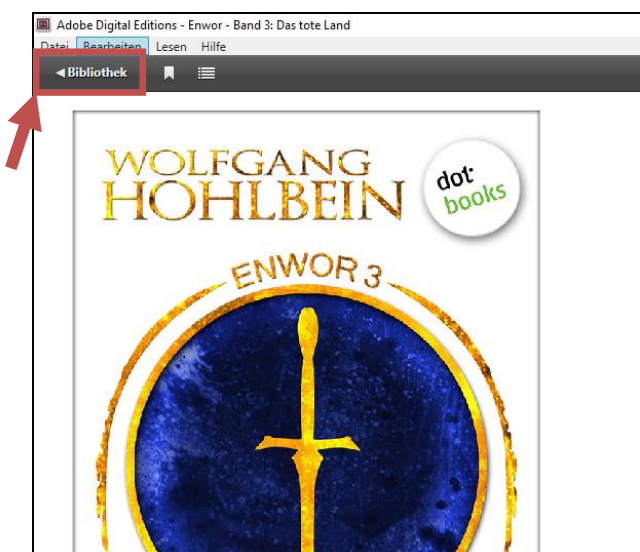 Adobe Digital Editions - Enwor - Band 3: Das tote Land
Datei Bearbeiten Lesen Hilfe
Bibliothek
WOLFGANG
HOHLBEIN
dot·
books
ENWOR 3